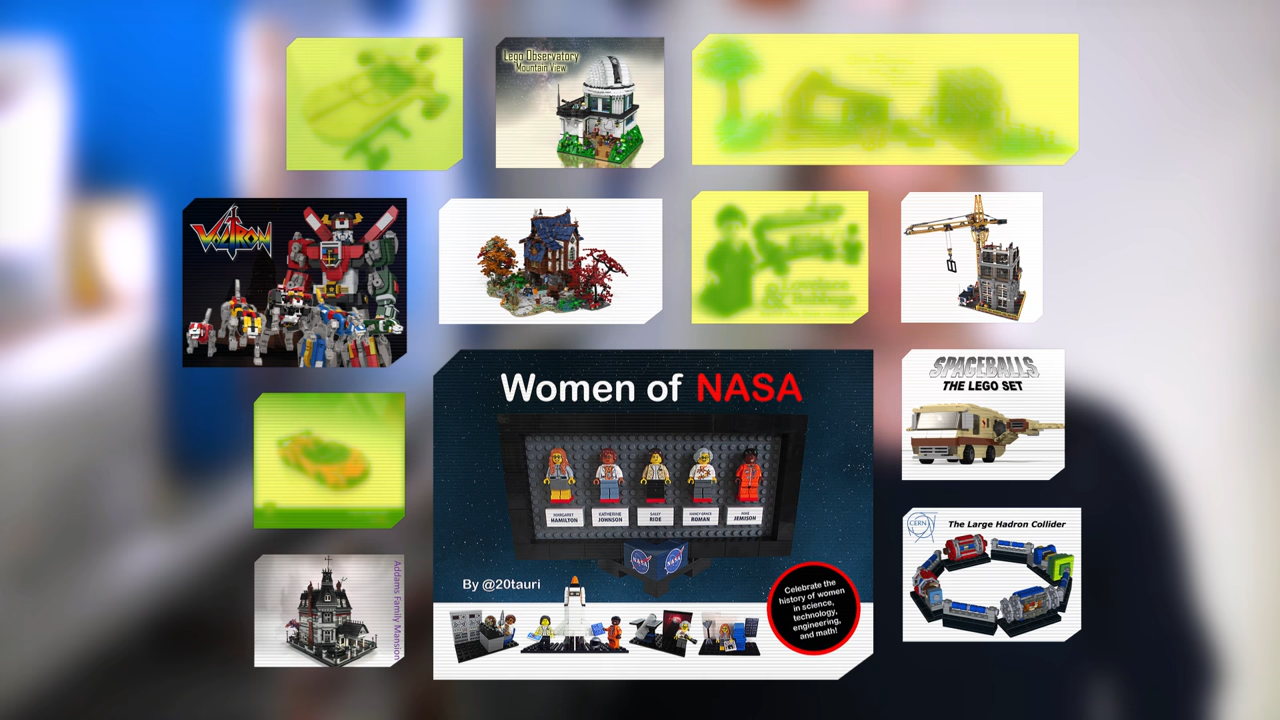 Lego Observatory
Mountain View
VOLTRON
SPACEBALLS
THE LEGO SET
Women of NASA
MARGARET
HAMILTON
KATHERINE
JOHNSON
SALLY
RIDE
NANCY GRACE
ROMAN
MAE
JEMISON
NASA
NASA
By @20tauri
Celebrate the
history of women
in science,
technology,
engineering,
and math!
CERN
The Large Hadron Collider
Addams Family Mansion